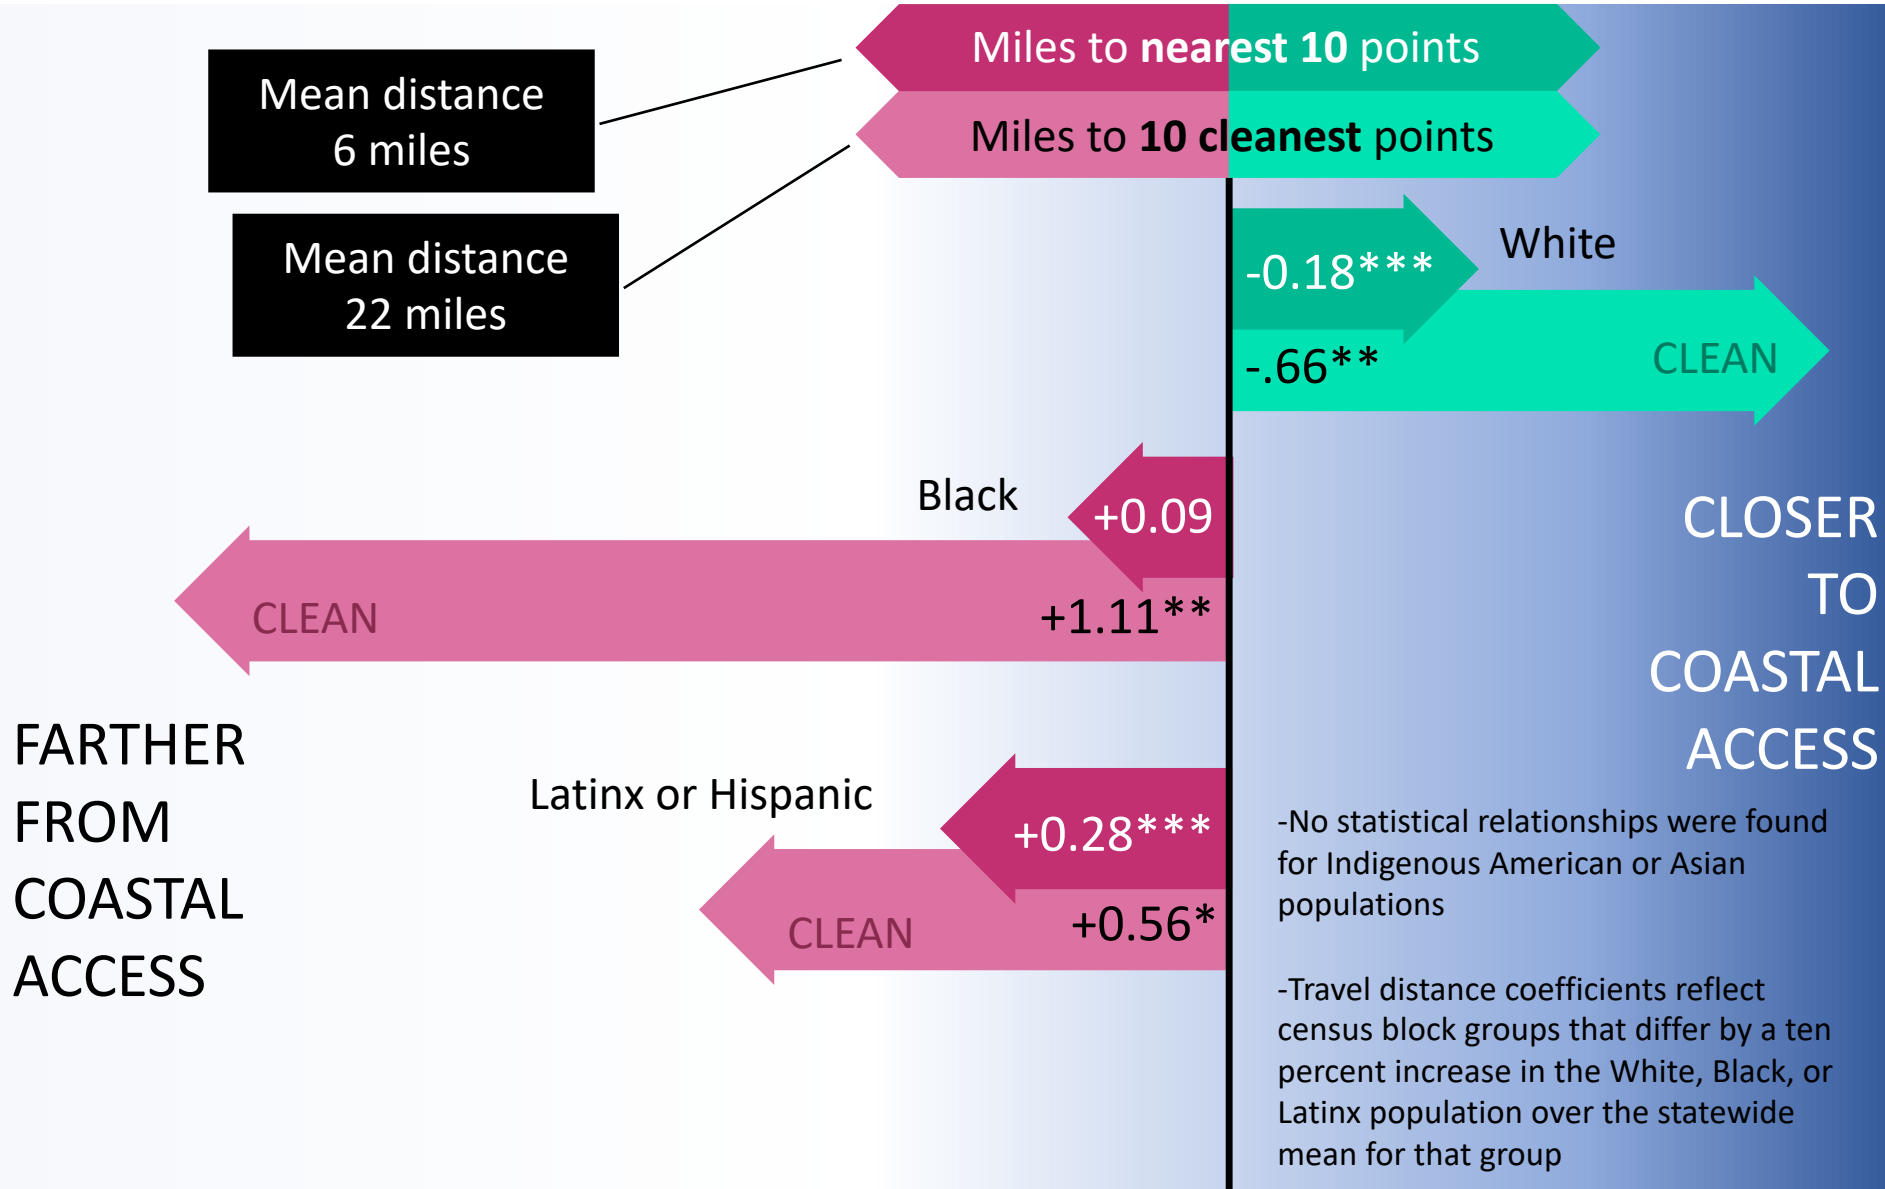 Miles to nearest 10 points
Miles to 10 cleanest points
Mean distance
6 miles
Mean distance
22 miles
White
-0.18***
-.66**
CLEAN
Black
+0.09
+1.11**
CLEAN
CLOSER
TO
COASTAL
ACCESS
FARTHER
FROM
COASTAL
ACCESS
Latinx or Hispanic
+0.28***
+0.56*
CLEAN
-No statistical relationships were found
for Indigenous American or Asian
populations
-Travel distance coefficients reflect
census block groups that differ by a ten
percent increase in the White, Black, or
Latinx population over the statewide
mean for that group